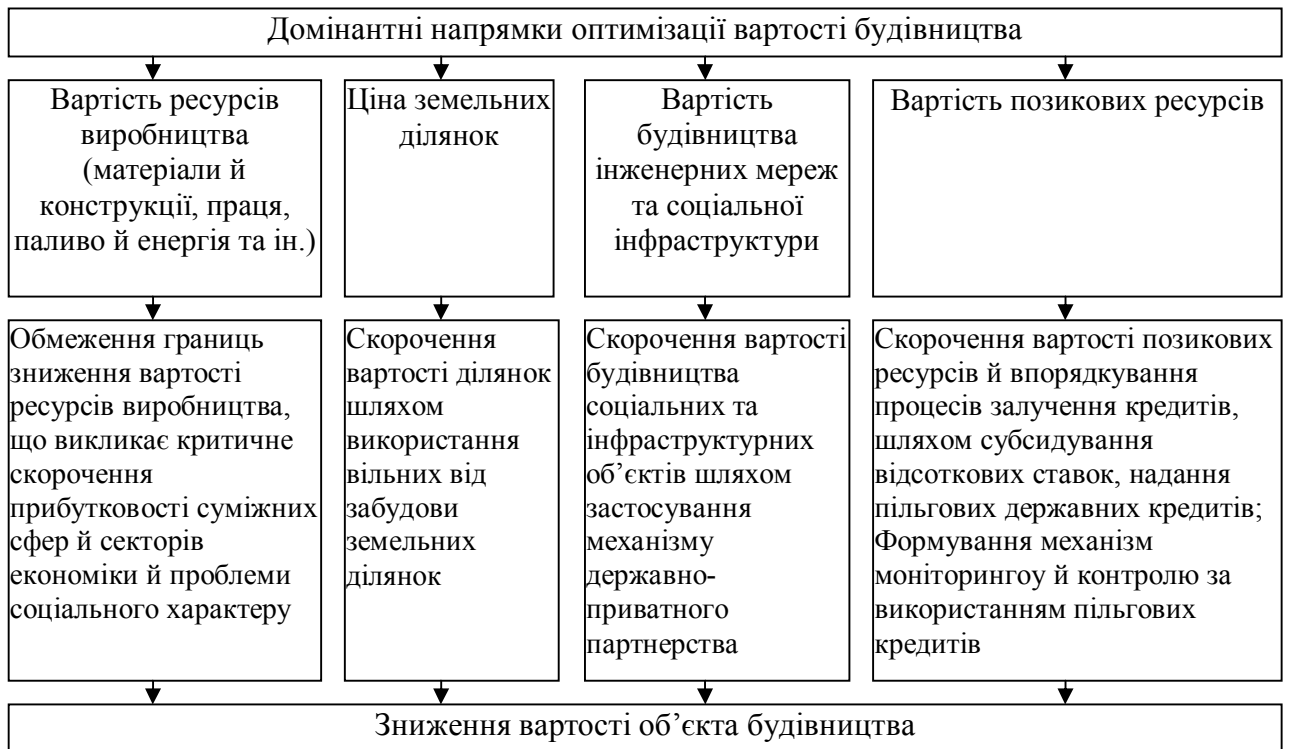 Домінантні напрямки оптимізації вартості будівництва
Вартість ресурсів
виробництва
(матеріали й
конструкції, праця,
паливо й енергія та ін.)
Ціна земельних
ділянок
Вартість
будівництва
інженерних мереж
та соціальної
інфраструктури
Вартість позикових ресурсів
Обмеження границь
зниження вартості
ресурсів виробництва,
що викликає критичне
скорочення
прибутковості суміжних
сфер й секторів
економіки й проблеми
соціального характеру
Скорочення
вартості ділянок
шляхом
використання
вільних від
забудови
земельних
ділянок
Скорочення вартості
будівництва
соціальних та
інфраструктурних
об’єктів шляхом
застосування
механізму
державно-
приватного
партнерства
Скорочення вартості позикових
ресурсів й впорядкування
процесів залучення кредитів,
шляхом субсидування
відсоткових ставок, надання
пільгових державних кредитів;
Формування механізм
моніторингоу й контролю за
використанням пільгових
кредитів
Зниження вартості об’єкта будівництва